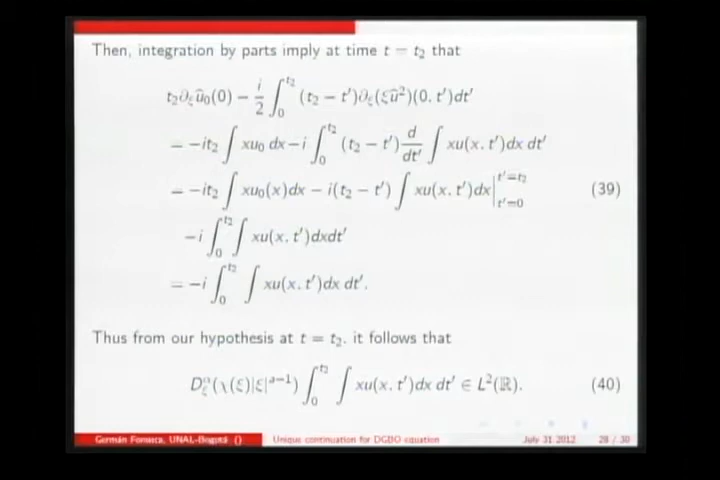 Then, integration by parts imply at time t = t₂ that
t₂∂_ξû₀(0) − i/2 ∫₀^{t₂} (t₂ − t′)∂_ξ(ξû²)(0, t′)dt′
= −it₂ ∫ xu₀ dx − i ∫₀^{t₂} (t₂ − t′) d/dt′ ∫ xu(x, t′)dx dt′
= −it₂ ∫ xu₀(x)dx − i(t₂ − t′) ∫ xu(x, t′)dx |_{t′=0}^{t′=t₂} (39)
−i ∫₀^{t₂} ∫ xu(x, t′)dxdt′
= −i ∫₀^{t₂} ∫ xu(x, t′)dx dt′.
Thus from our hypothesis at t = t₂, it follows that
D_ξ^α(χ(ξ)|ξ|^{a−1}) ∫₀^{t₂} ∫ xu(x, t′)dx dt′ ∈ L²(ℝ). (40)
Germán Fonseca, UNAL-Bogotá () Unique continuation for DGBO equation July 31 2012 28 / 30